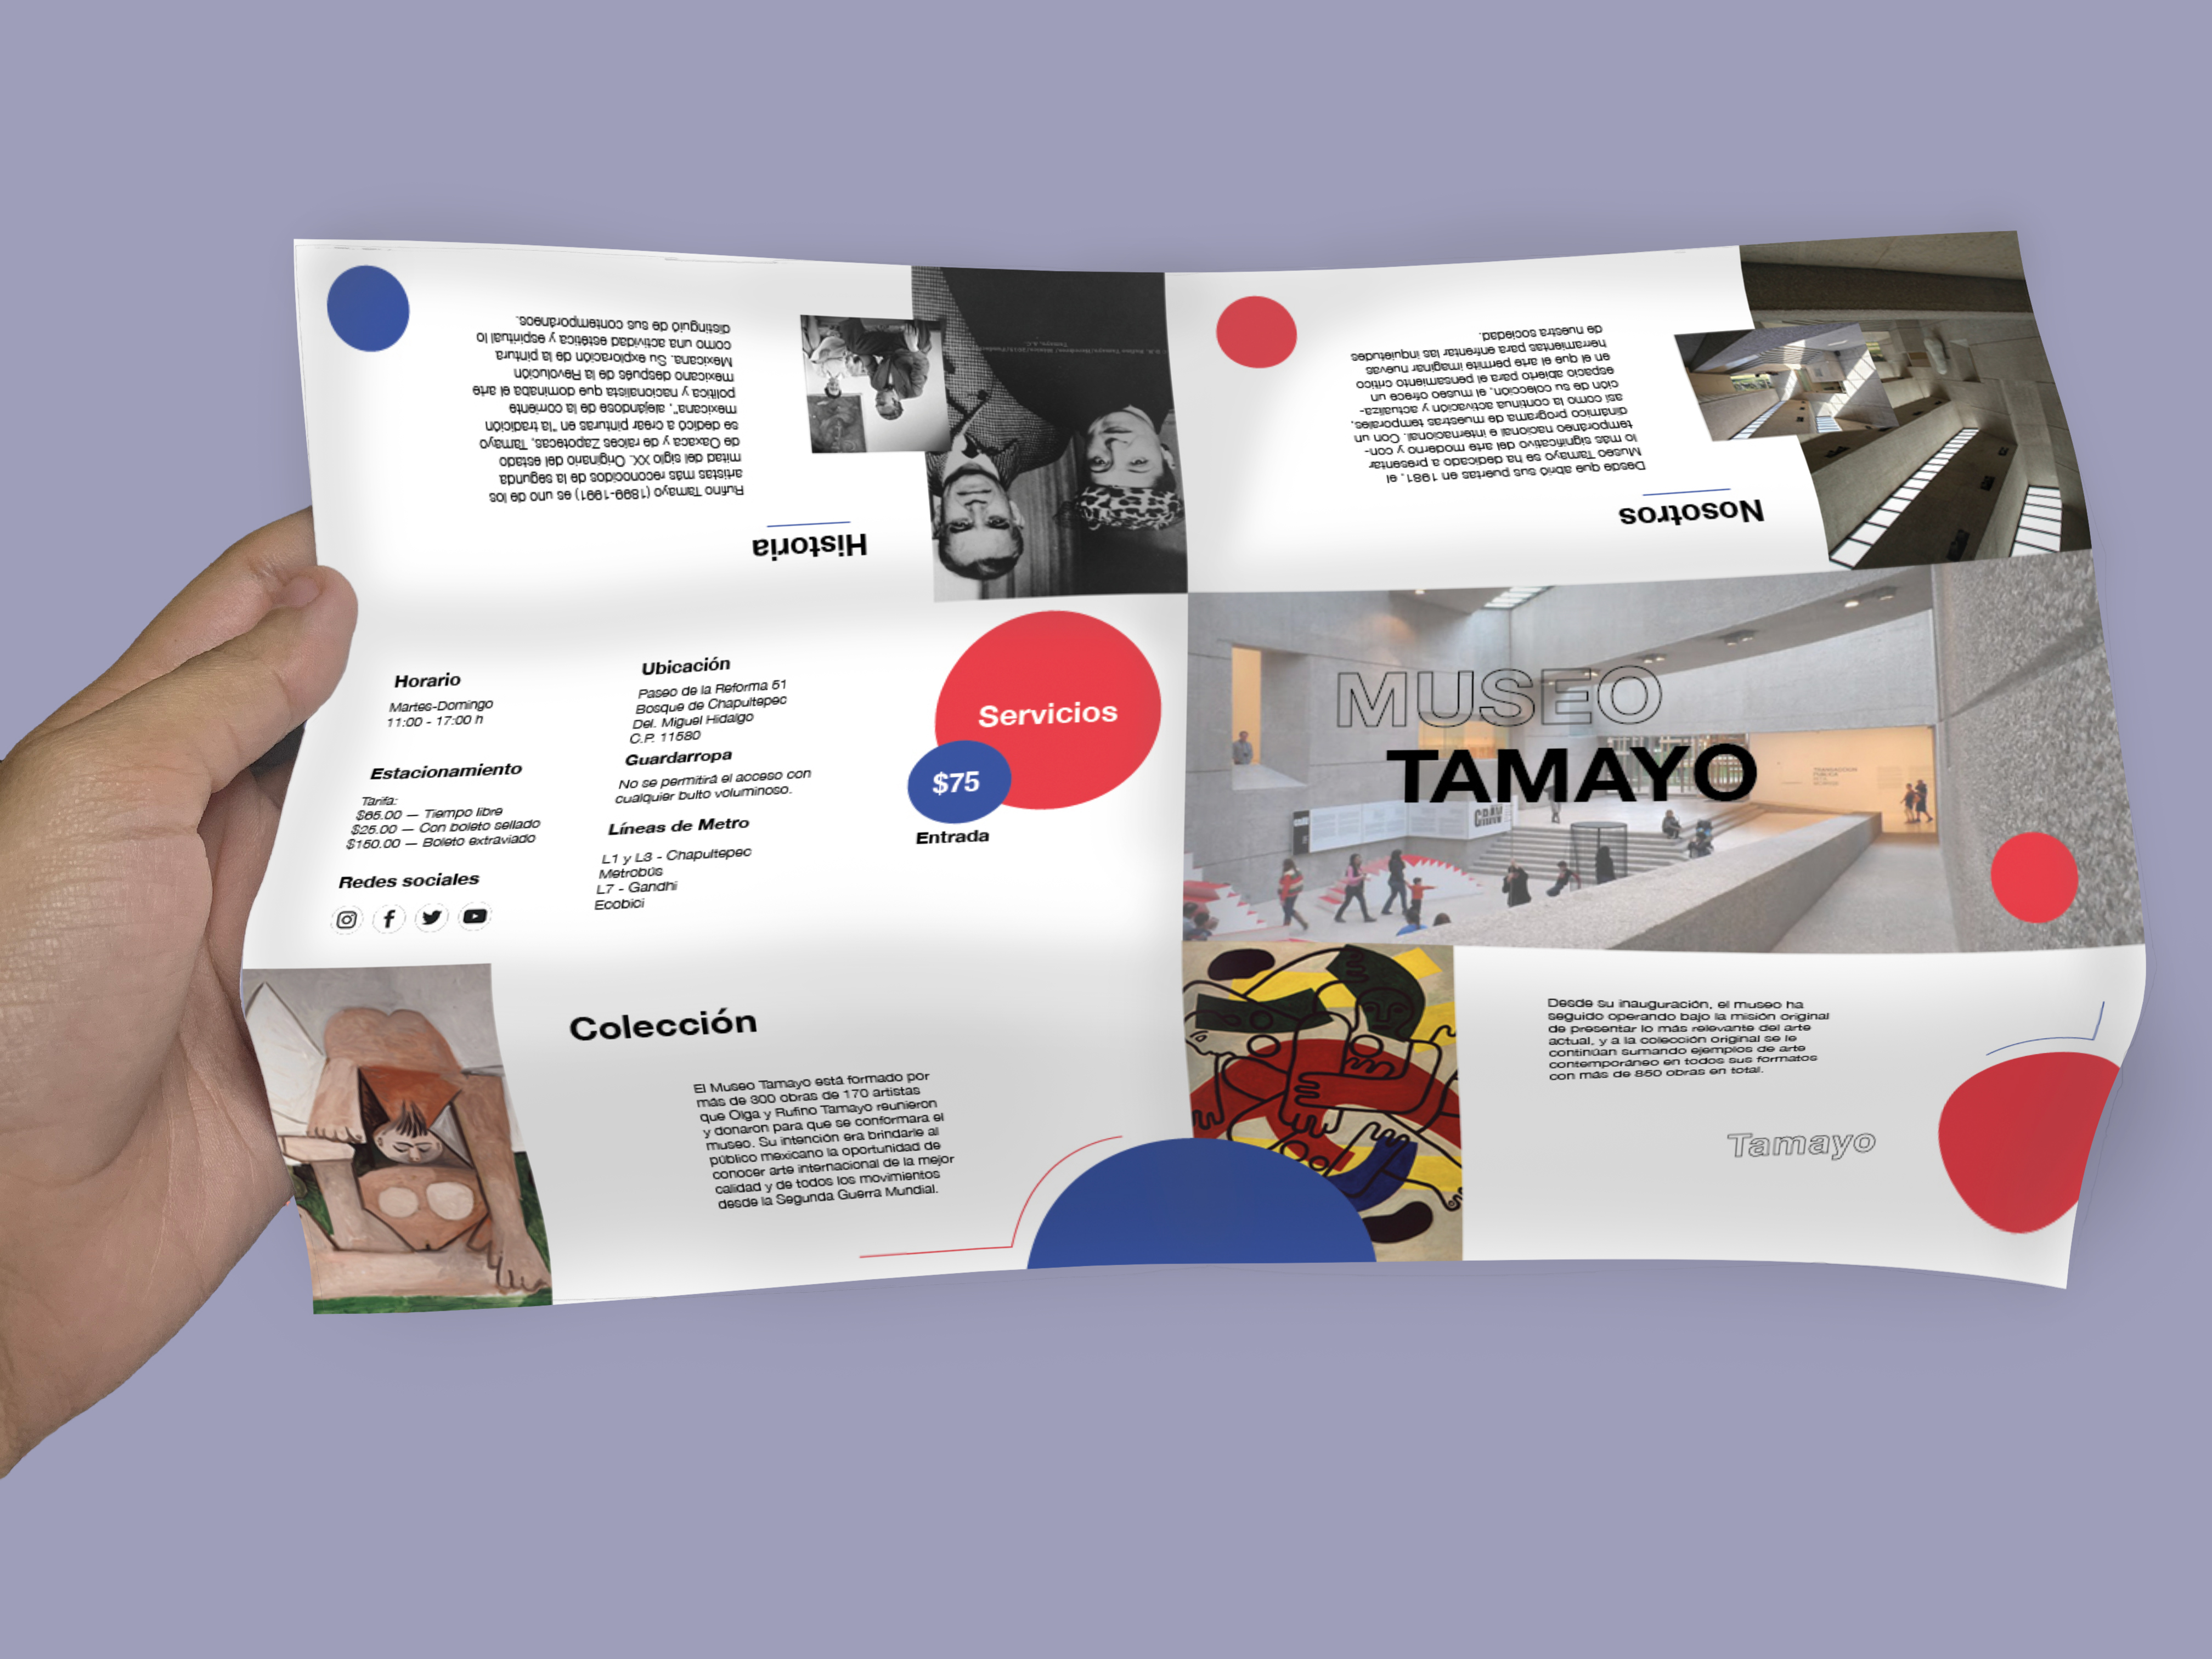 Historia
Rufino Tamayo (1899-1991) es uno de los
artistas más reconocidos de la segunda
mitad del siglo XX. Originario del estado
de Oaxaca y de raíces Zapotecas, Tamayo
se dedicó a crear pinturas en "la tradición
mexicana", alejándose de la corriente
política y nacionalista que dominaba el arte
mexicano después de la Revolución
Mexicana. Su exploración de la pintura
como una actividad estética y espiritual lo
distinguió de sus contemporáneos.
Nosotros
Desde que abrió sus puertas en 1981, el
Museo Tamayo se ha dedicado a presentar
lo más significativo del arte moderno y con-
temporáneo nacional e internacional. Con un
dinámico programa de muestras temporales,
así como la continua activación y actualiza-
ción de su colección, el museo ofrece un
espacio abierto para el pensamiento crítico
en el que el arte permite imaginar nuevas
herramientas para enfrentar las inquietudes
de nuestra sociedad.
Horario
Martes-Domingo
11:00 - 17:00 h
Estacionamiento
Tarifa:
$65.00 — Tiempo libre
$25.00 — Con boleto sellado
$150.00 — Boleto extraviado
Redes sociales
Ubicación
Paseo de la Reforma 51
Bosque de Chapultepec
Del. Miguel Hidalgo
C.P. 11580
Guardarropa
No se permitirá el acceso con
cualquier bulto voluminoso.
Líneas de Metro
L1 y L3 - Chapultepec
Metrobús
L7 - Gandhi
Ecobici
Servicios
$75
Entrada
MUSEO
TAMAYO
GRAV
Colección
El Museo Tamayo está formado por
más de 300 obras de 170 artistas
que Olga y Rufino Tamayo reunieron
y donaron para que se conformara el
museo. Su intención era brindarle al
público mexicano la oportunidad de
conocer arte internacional de la mejor
calidad y de todos los movimientos
desde la Segunda Guerra Mundial.
Desde su inauguración, el museo ha
seguido operando bajo la misión original
de presentar lo más relevante del arte
actual, y a la colección original se le
continúan sumando ejemplos de arte
contemporáneo en todos sus formatos
con más de 850 obras en total.
Tamayo